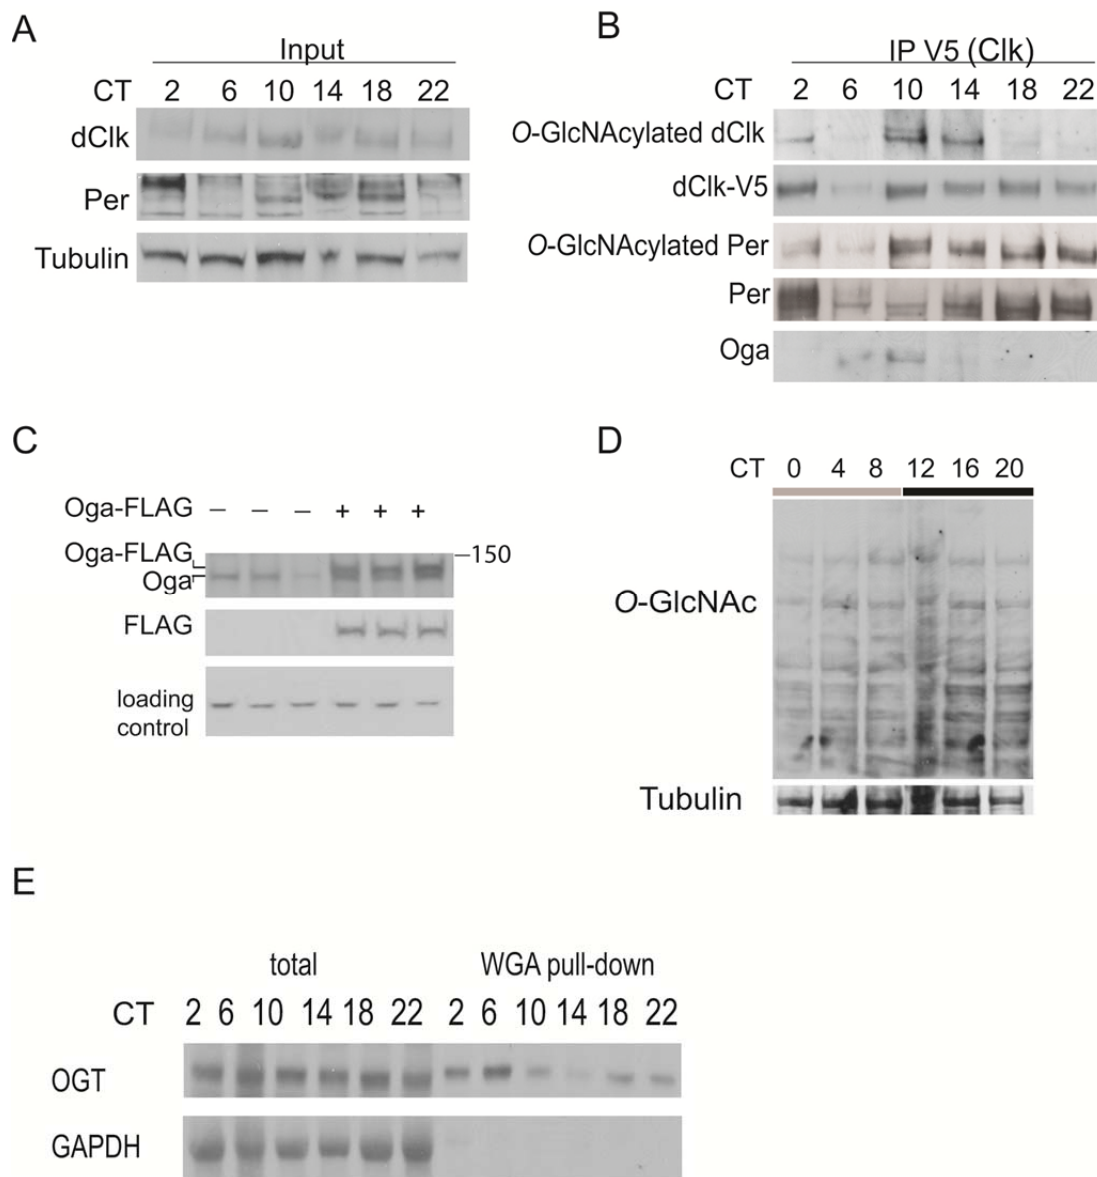 A
Input
CT 2 6 10 14 18 22
dClk
Per
Tubulin
B
IP V5 (Clk)
CT 2 6 10 14 18 22
O-GlcNAcylated dClk
dClk-V5
O-GlcNAcylated Per
Per
Oga
C
Oga-FLAG – – – + + +
Oga-FLAG –150
Oga
FLAG
loading
control
D
CT 0 4 8 12 16 20
O-GlcNAc
Tubulin
E
total WGA pull-down
CT 2 6 10 14 18 22 2 6 10 14 18 22
OGT
GAPDH